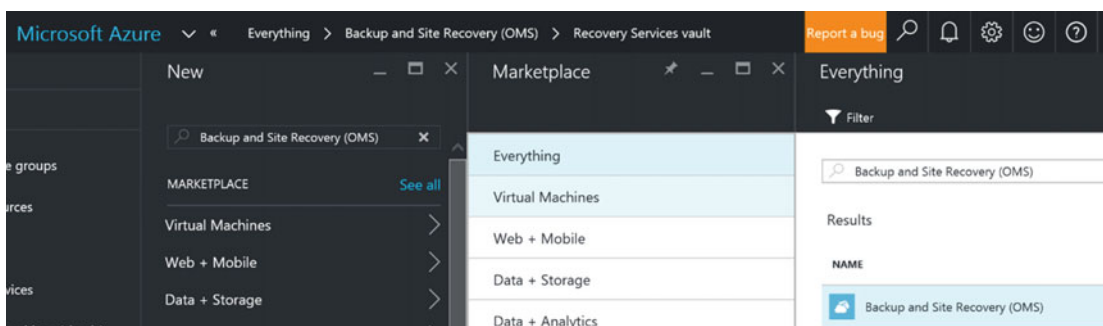 Microsoft Azure « Everything > Backup and Site Recovery (OMS) > Recovery Services vault Report a bug
New
Marketplace
Everything
Filter
Backup and Site Recovery (OMS)
MARKETPLACE See all
Virtual Machines
Web + Mobile
Data + Storage
Everything
Virtual Machines
Web + Mobile
Data + Storage
Data + Analytics
Backup and Site Recovery (OMS)
Results
NAME
Backup and Site Recovery (OMS)
e groups